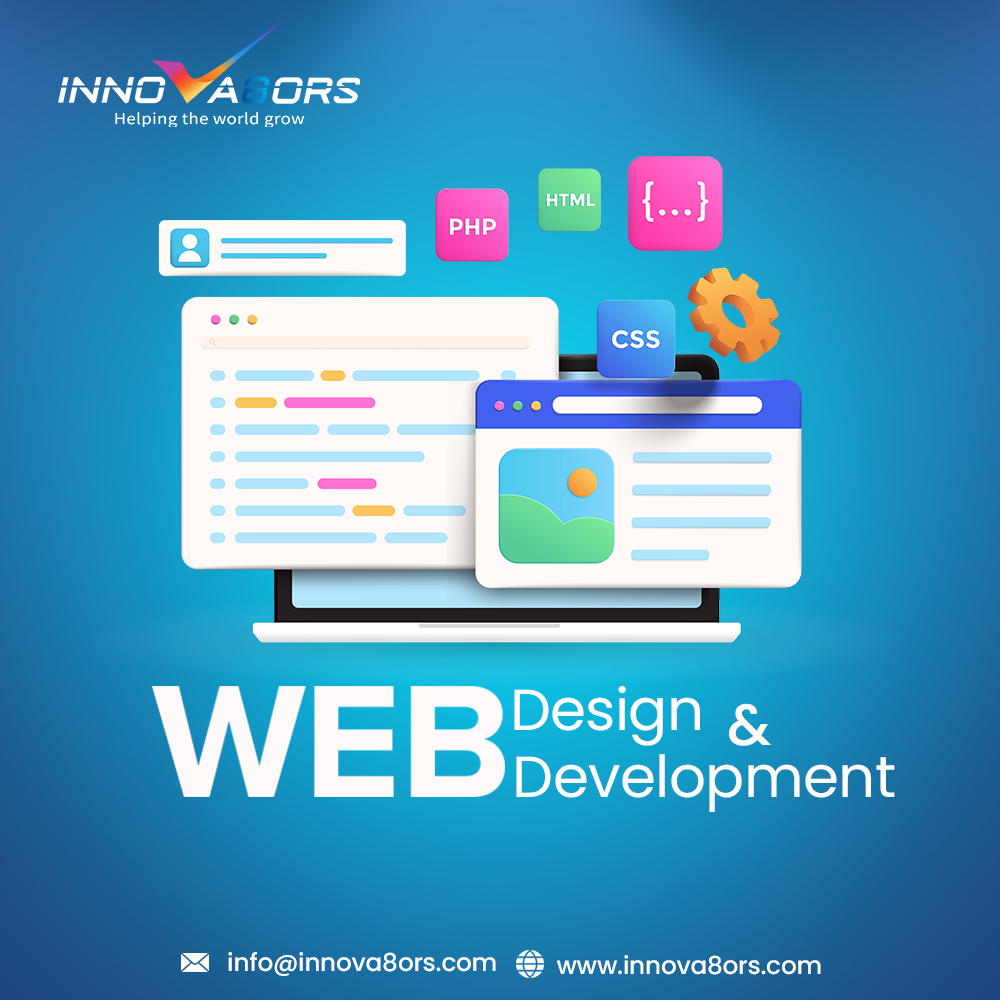 INNOVA8ORS
Helping the world grow
PHP
HTML
{...}
CSS
WEB Design &
Development
info@innova8ors.com
www.innova8ors.com